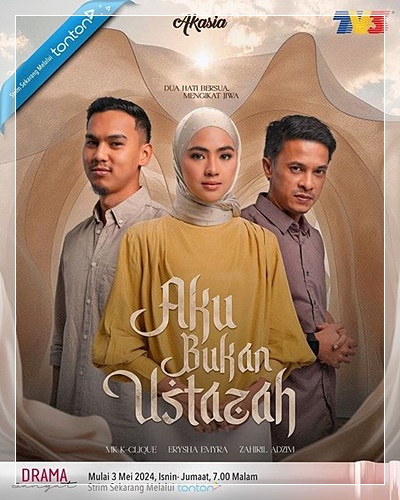 Akasia
TV3
Strim Sekarang Melalui tonton
DUA HATI BERSUA,
MENGIKAT JIWA
Aku
Bukan
Ustazah
MK K-CLIQUE ERYSHA EMYRA ZAHIRIL ADZIM
DRAMA
Sangat
Mulai 3 Mei 2024, Isnin- Jumaat, 7.00 Malam
Strim Sekarang Melalui tonton